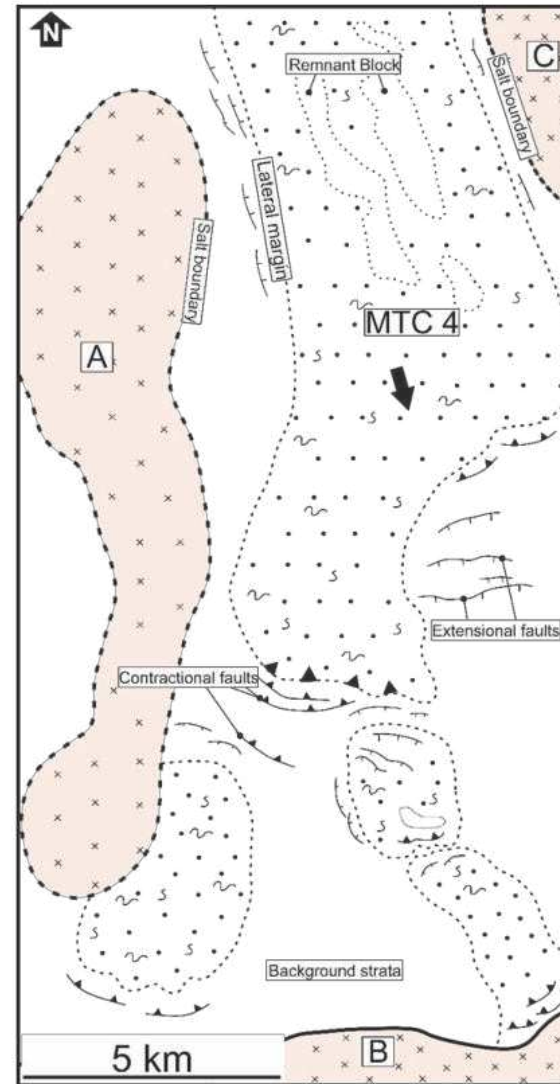 N
C
Remnant Block
Salt boundary
Lateral margin
Salt boundary
A
MTC 4
Extensional faults
Contractional faults
Background strata
5 km
B